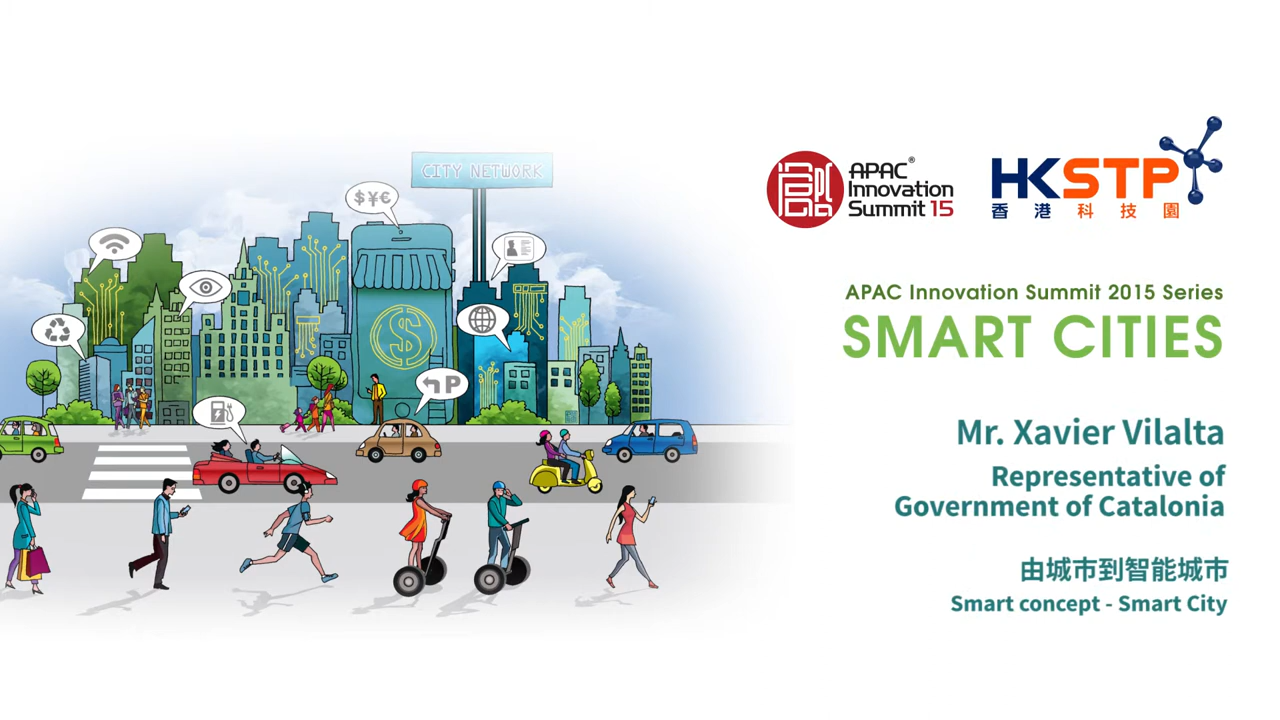 CITY NETWORK
$¥€
$
P
APAC®
Innovation
Summit 15
HKSTP
香港科技園
APAC Innovation Summit 2015 Series
SMART CITIES
Mr. Xavier Vilalta
Representative of
Government of Catalonia
由城市到智能城市
Smart concept - Smart City